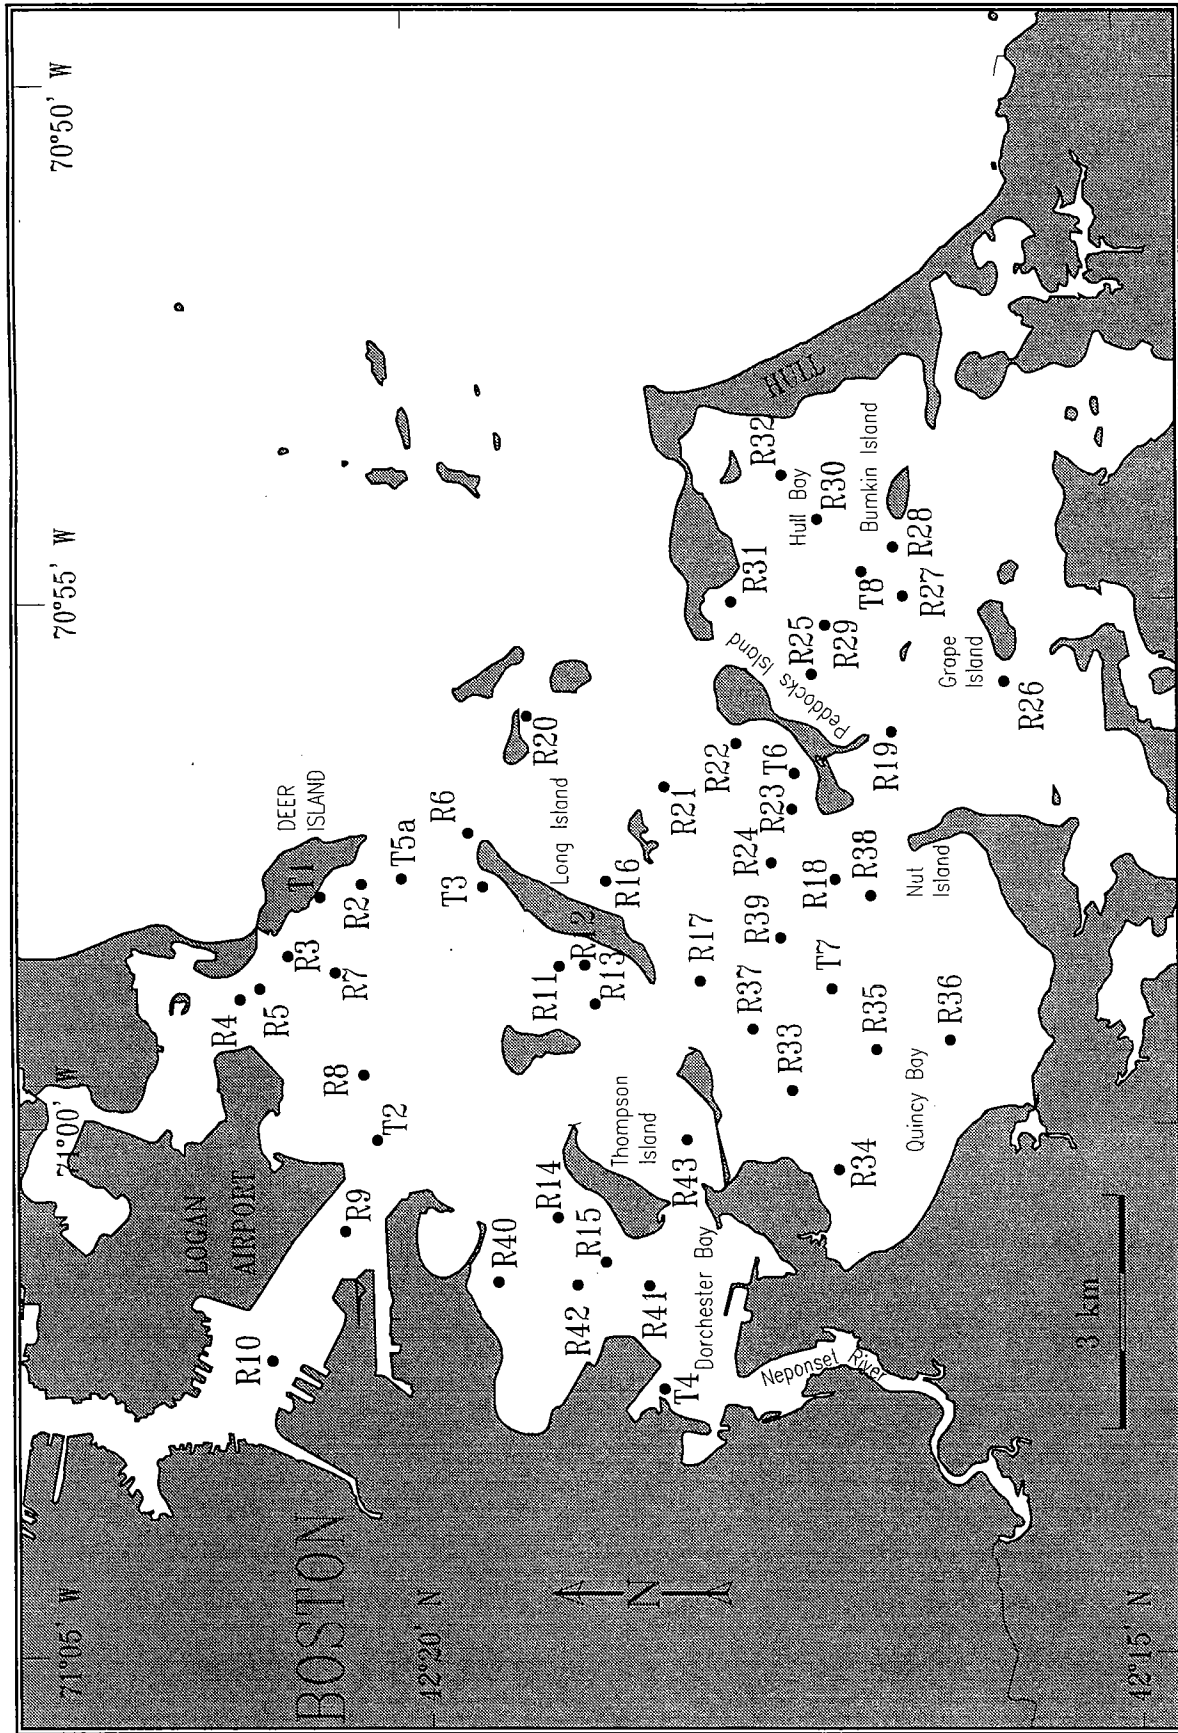 70°50' W
70°55' W
71°00' W
71°05' W
42°20' N
42°15' N
BOSTON
LOGAN
AIRPORT
DEER
ISLAND
HULL
Long Island
Thompson
Island
Peddocks Island
Hull Bay
Bumkin Island
Grape
Island
Nut
Island
Quincy Bay
Dorchester Bay
Neponset River
N
3 km
T1
R2
T5a
R3
R7
R4
R5
R8
T2
R9
R10
R6
T3
R20
R11
R12
R13
R16
R14
R15
R40
R42
R41
T4
R43
R17
R21
R22
T6
R23
R24
R18
R38
R39
R37
R33
T7
R35
R36
R34
R19
R25
R29
R31
R32
R30
R28
T8
R27
R26